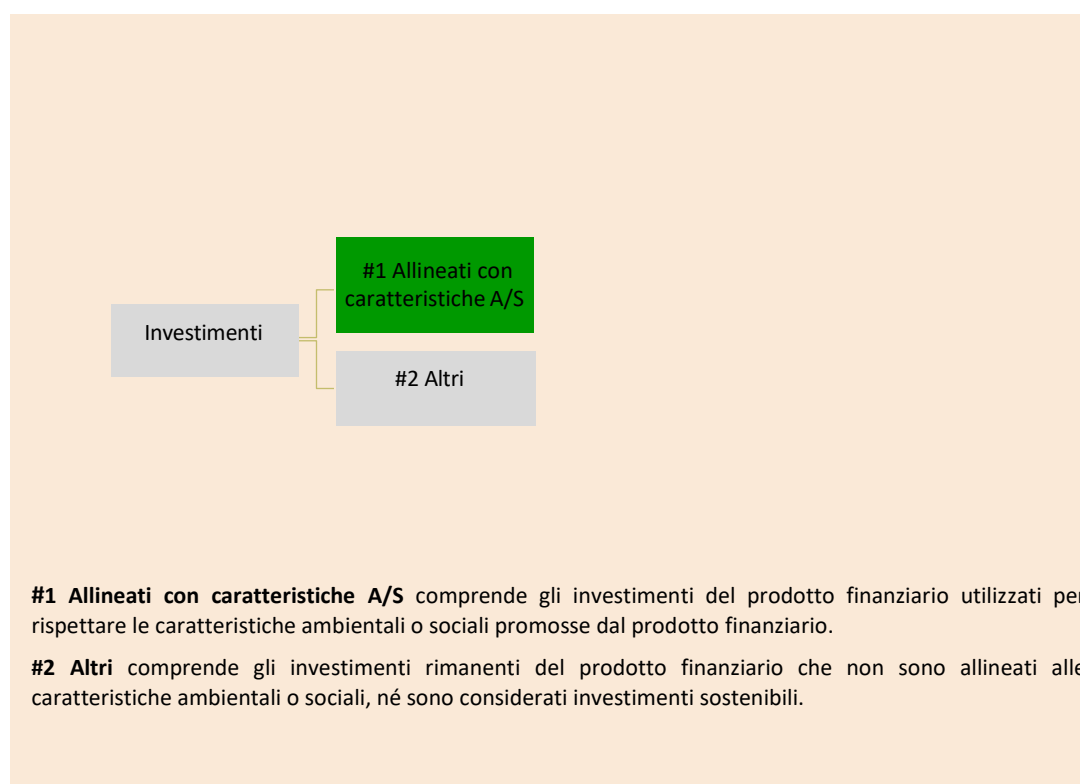 #1 Allineati con
caratteristiche A/S
Investimenti
#2 Altri
#1 Allineati con caratteristiche A/S comprende gli investimenti del prodotto finanziario utilizzati per
rispettare le caratteristiche ambientali o sociali promosse dal prodotto finanziario.
#2 Altri comprende gli investimenti rimanenti del prodotto finanziario che non sono allineati alle
caratteristiche ambientali o sociali, né sono considerati investimenti sostenibili.